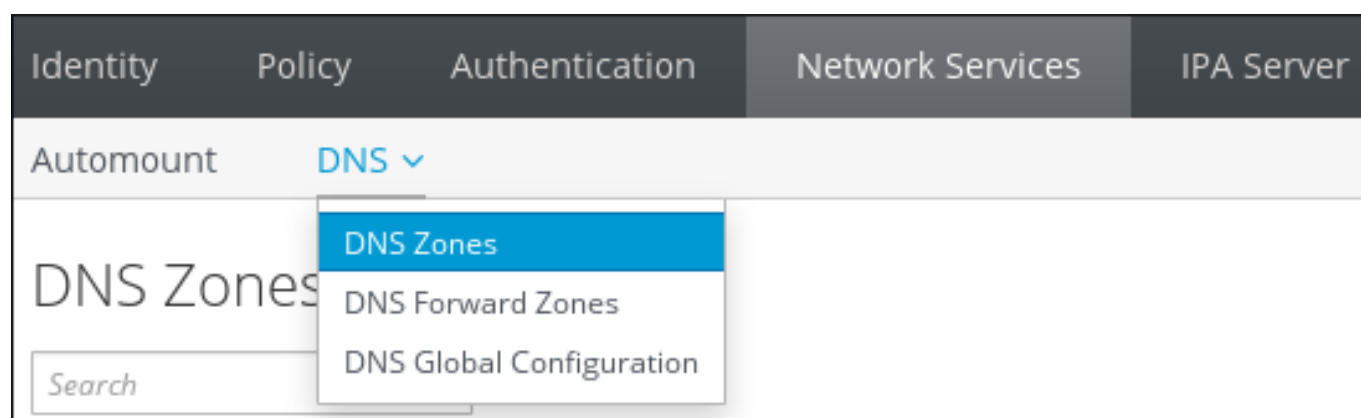 Identity Policy Authentication Network Services IPA Server
Automount DNS
DNS Zones
DNS Zones
DNS Forward Zones
DNS Global Configuration
Search